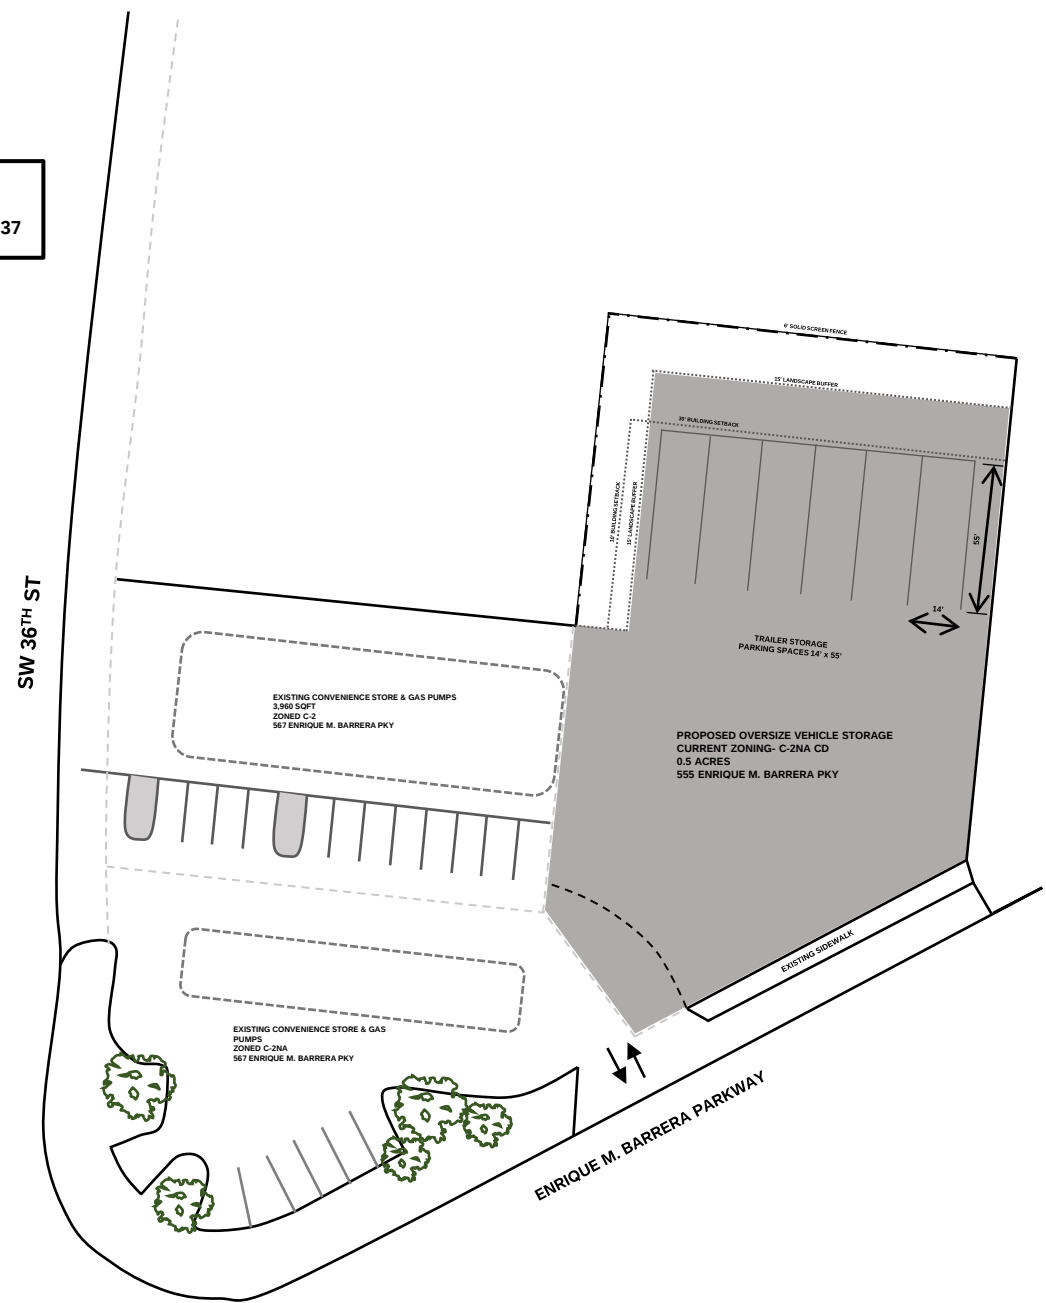 37
6' SOLID SCREEN FENCE
15' LANDSCAPE BUFFER
30' BUILDING SETBACK
10' BUILDING SETBACK
15' LANDSCAPE BUFFER
55'
14'
TRAILER STORAGE
PARKING SPACES 14' x 55'
SW 36TH ST
EXISTING CONVENIENCE STORE & GAS PUMPS
3,960 SQFT
ZONED C-2
567 ENRIQUE M. BARRERA PKY
PROPOSED OVERSIZE VEHICLE STORAGE
CURRENT ZONING- C-2NA CD
0.5 ACRES
555 ENRIQUE M. BARRERA PKY
EXISTING SIDEWALK
EXISTING CONVENIENCE STORE & GAS
PUMPS
ZONED C-2NA
567 ENRIQUE M. BARRERA PKY
ENRIQUE M. BARRERA PARKWAY